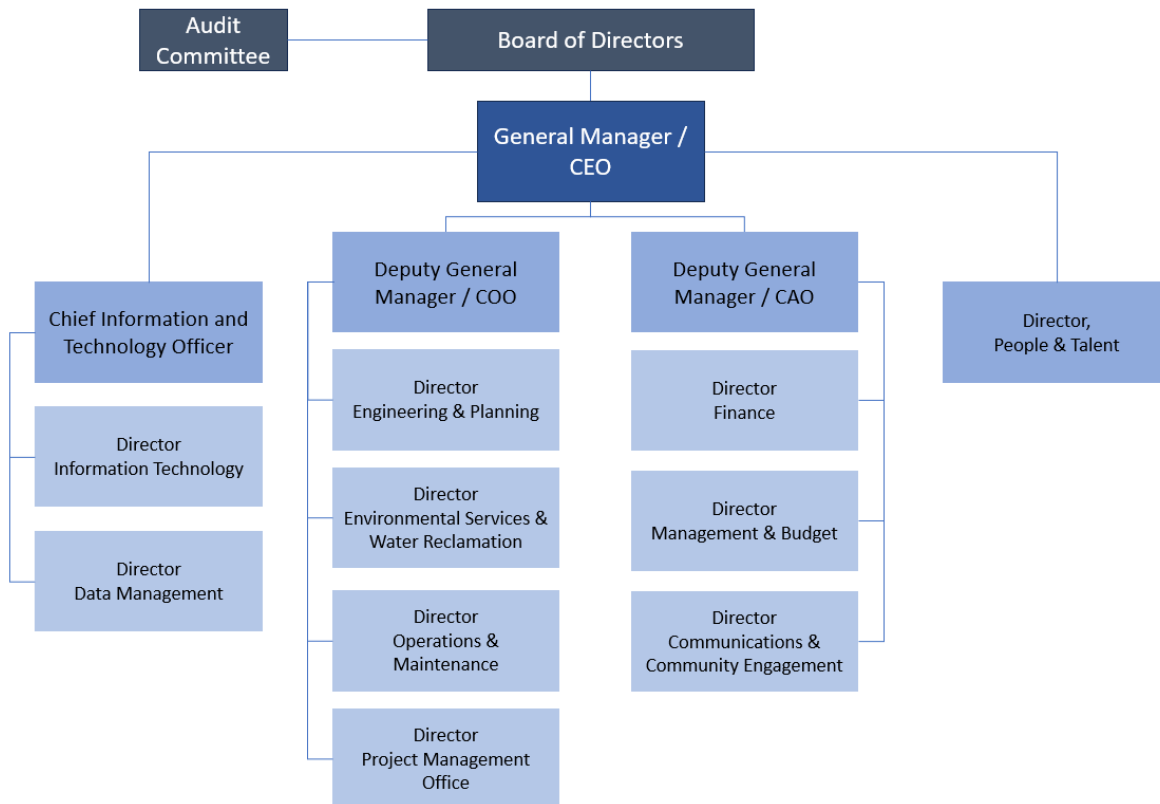 Audit
Committee
Board of Directors
General Manager /
CEO
Chief Information and
Technology Officer
Director
Information Technology
Director
Data Management
Deputy General
Manager / COO
Director
Engineering & Planning
Director
Environmental Services &
Water Reclamation
Director
Operations &
Maintenance
Director
Project Management
Office
Deputy General
Manager / CAO
Director
Finance
Director
Management & Budget
Director
Communications &
Community Engagement
Director,
People & Talent